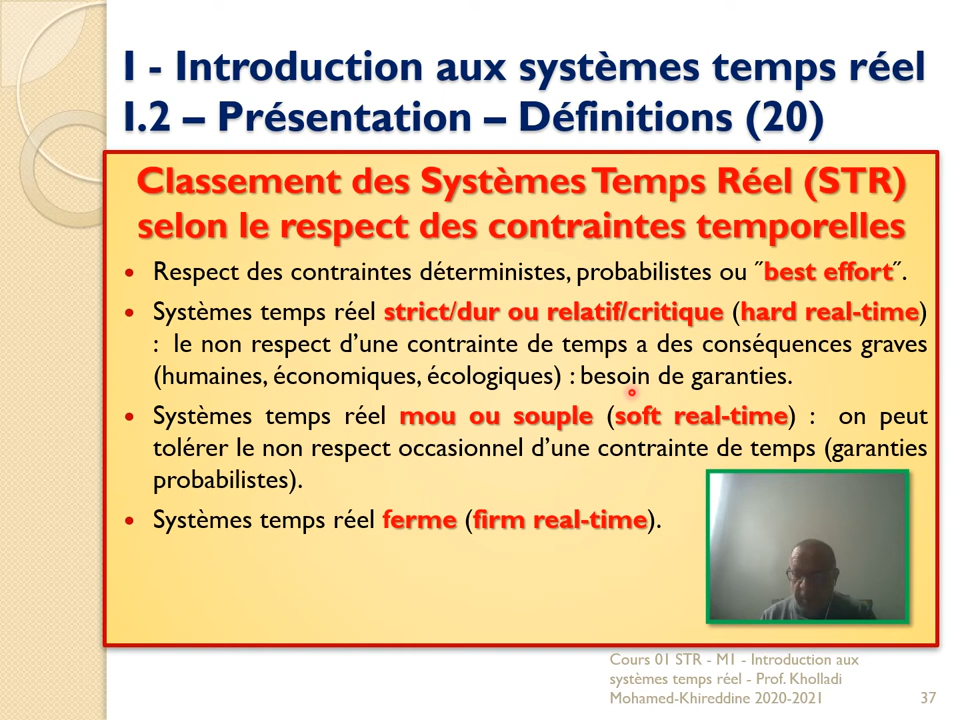 I - Introduction aux systèmes temps réel
I.2 – Présentation – Définitions (20)
Classement des Systèmes Temps Réel (STR)
selon le respect des contraintes temporelles
• Respect des contraintes déterministes, probabilistes ou ˝best effort˝.
• Systèmes temps réel strict/dur ou relatif/critique (hard real-time)
: le non respect d’une contrainte de temps a des conséquences graves
(humaines, économiques, écologiques) : besoin de garanties.
• Systèmes temps réel mou ou souple (soft real-time) : on peut
tolérer le non respect occasionnel d’une contrainte de temps (garanties
probabilistes).
• Systèmes temps réel ferme (firm real-time).
Cours 01 STR - M1 - Introduction aux
systèmes temps réel - Prof. Kholladi
Mohamed-Khireddine 2020-2021
37